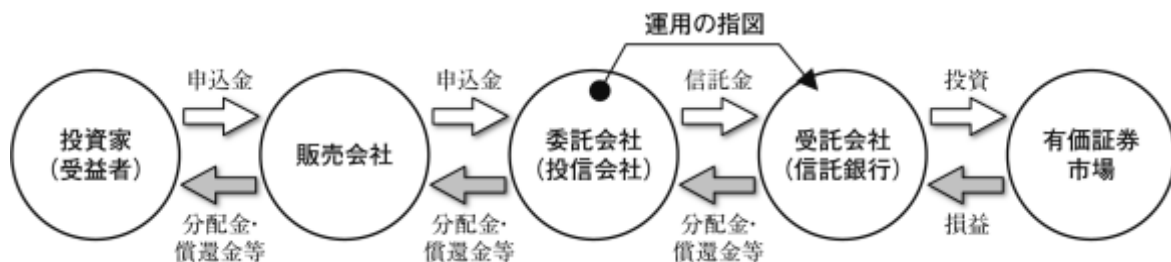 運用の指図
申込金
申込金
信託金
投資
投資家
(受益者)
販売会社
委託会社
(投信会社)
受託会社
(信託銀行)
有価証券
市場
分配金・
償還金等
分配金・
償還金等
分配金・
償還金等
損益